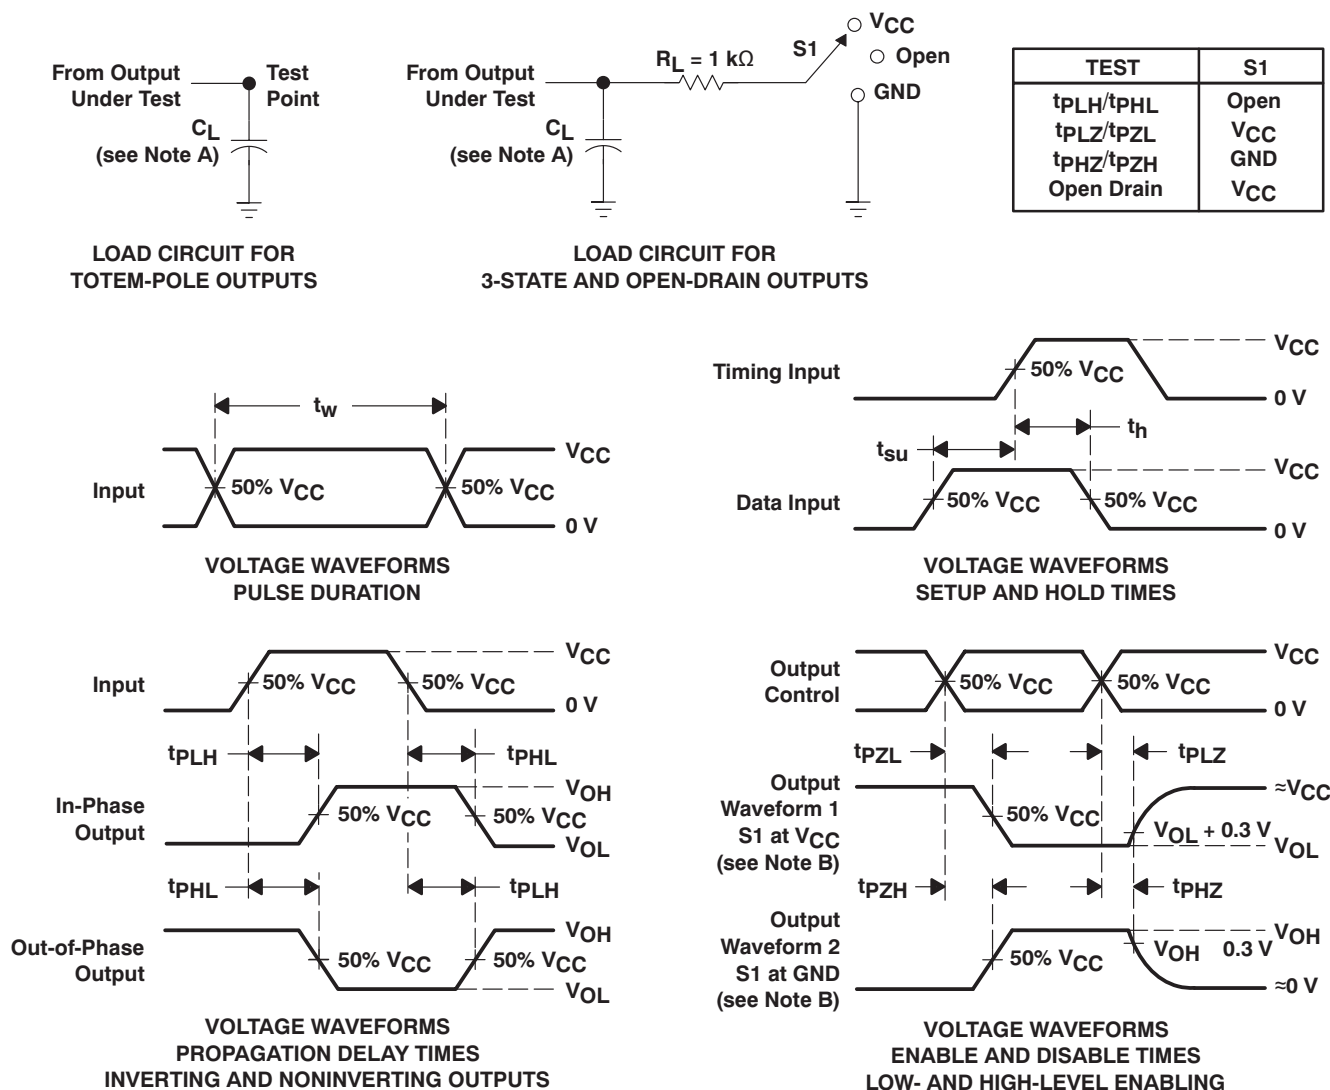 From Output
Under Test
Test
Point
CL
(see Note A)
LOAD CIRCUIT FOR
TOTEM-POLE OUTPUTS
From Output
Under Test
RL = 1 kΩ
S1
VCC
Open
GND
CL
(see Note A)
LOAD CIRCUIT FOR
3-STATE AND OPEN-DRAIN OUTPUTS
TEST S1
tPLH/tPHL Open
tPLZ/tPZL VCC
tPHZ/tPZH GND
Open Drain VCC
tw
Input
50% VCC
50% VCC
VCC
0 V
VOLTAGE WAVEFORMS
PULSE DURATION
Timing Input
50% VCC
VCC
0 V
tsu
th
Data Input
50% VCC
50% VCC
VCC
0 V
VOLTAGE WAVEFORMS
SETUP AND HOLD TIMES
Input
50% VCC
50% VCC
VCC
0 V
tPLH
tPHL
In-Phase
Output
50% VCC
50% VCC
VOH
VOL
tPHL
tPLH
Out-of-Phase
Output
50% VCC
50% VCC
VOH
VOL
VOLTAGE WAVEFORMS
PROPAGATION DELAY TIMES
INVERTING AND NONINVERTING OUTPUTS
Output
Control
50% VCC
50% VCC
VCC
0 V
tPZL
tPLZ
Output
Waveform 1
S1 at VCC
(see Note B)
50% VCC
VOL + 0.3 V
≈VCC
VOL
tPZH
tPHZ
Output
Waveform 2
S1 at GND
(see Note B)
50% VCC
VOH 0.3 V
VOH
≈0 V
VOLTAGE WAVEFORMS
ENABLE AND DISABLE TIMES
LOW- AND HIGH-LEVEL ENABLING